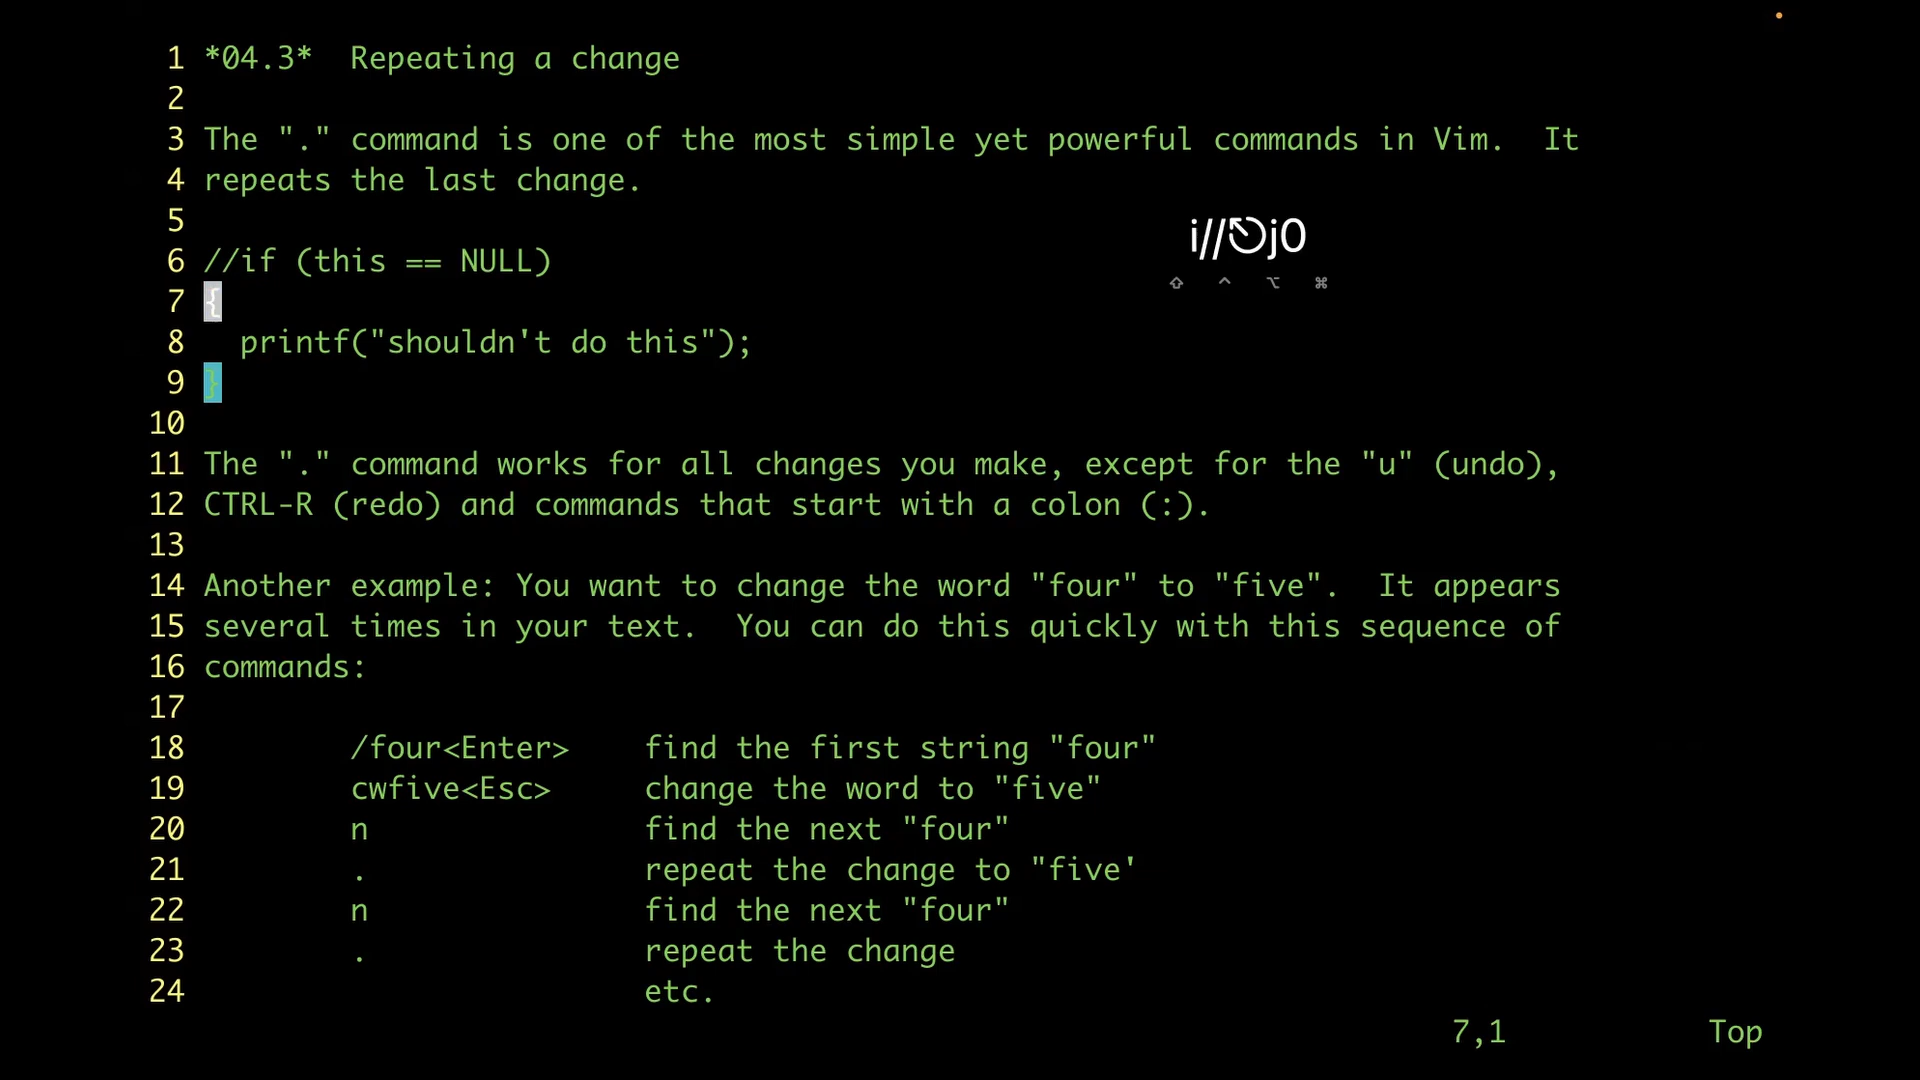 1 *04.3*  Repeating a change
2
3 The "." command is one of the most simple yet powerful commands in Vim.  It
4 repeats the last change.
5
i//⎋j0
6 //if (this == NULL)
⇧ ^ ⌥ ⌘
7 {
8   printf("shouldn't do this");
9 }
10
11 The "." command works for all changes you make, except for the "u" (undo),
12 CTRL-R (redo) and commands that start with a colon (:).
13
14 Another example: You want to change the word "four" to "five".  It appears
15 several times in your text.  You can do this quickly with this sequence of
16 commands:
17
18         /four<Enter>    find the first string "four"
19         cwfive<Esc>     change the word to "five"
20         n               find the next "four"
21         .               repeat the change to "five'
22         n               find the next "four"
23         .               repeat the change
24                         etc.
7,1 Top